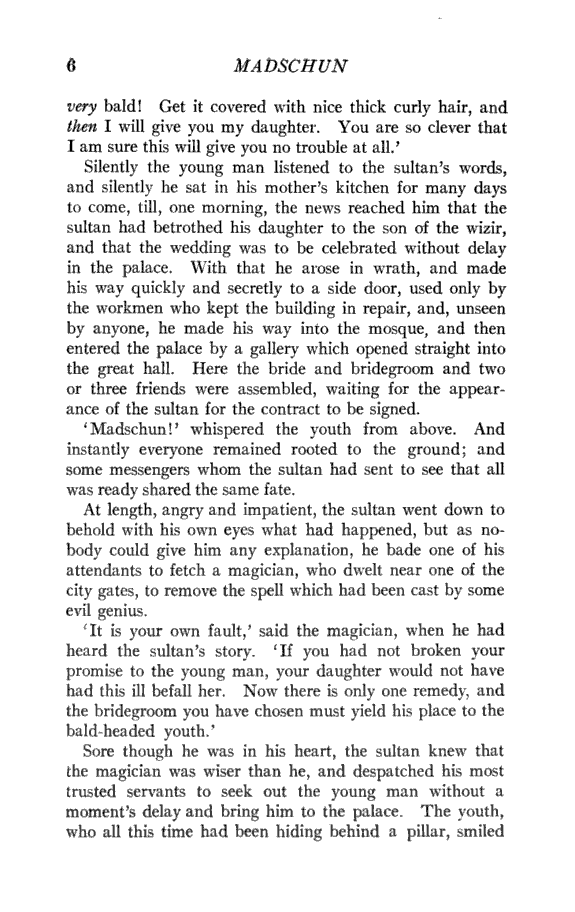 6 MADSCHUN
very bald! Get it covered with nice thick curly hair, and
then I will give you my daughter. You are so clever that
I am sure this will give you no trouble at all.’
Silently the young man listened to the sultan's words,
and silently he sat in his mother's kitchen for many days
to come, till, one morning, the news reached him that the
sultan had betrothed his daughter to the son of the wizir,
and that the wedding was to be celebrated without delay
in the palace. With that he arose in wrath, and made
his way quickly and secretly to a side door, used only by
the workmen who kept the building in repair, and, unseen
by anyone, he made his way into the mosque, and then
entered the palace by a gallery which opened straight into
the great hall. Here the bride and bridegroom and two
or three friends were assembled, waiting for the appear-
ance of the sultan for the contract to be signed.
‘Madschun!’ whispered the youth from above. And
instantly everyone remained rooted to the ground; and
some messengers whom the sultan had sent to see that all
was ready shared the same fate.
At length, angry and impatient, the sultan went down to
behold with his own eyes what had happened, but as no-
body could give him any explanation, he bade one of his
attendants to fetch a magician, who dwelt near one of the
city gates, to remove the spell which had been cast by some
evil genius.
‘It is your own fault,’ said the magician, when he had
heard the sultan's story. ‘If you had not broken your
promise to the young man, your daughter would not have
had this ill befall her. Now there is only one remedy, and
the bridegroom you have chosen must yield his place to the
bald-headed youth.’
Sore though he was in his heart, the sultan knew that
the magician was wiser than he, and despatched his most
trusted servants to seek out the young man without a
moment's delay and bring him to the palace. The youth,
who all this time had been hiding behind a pillar, smiled